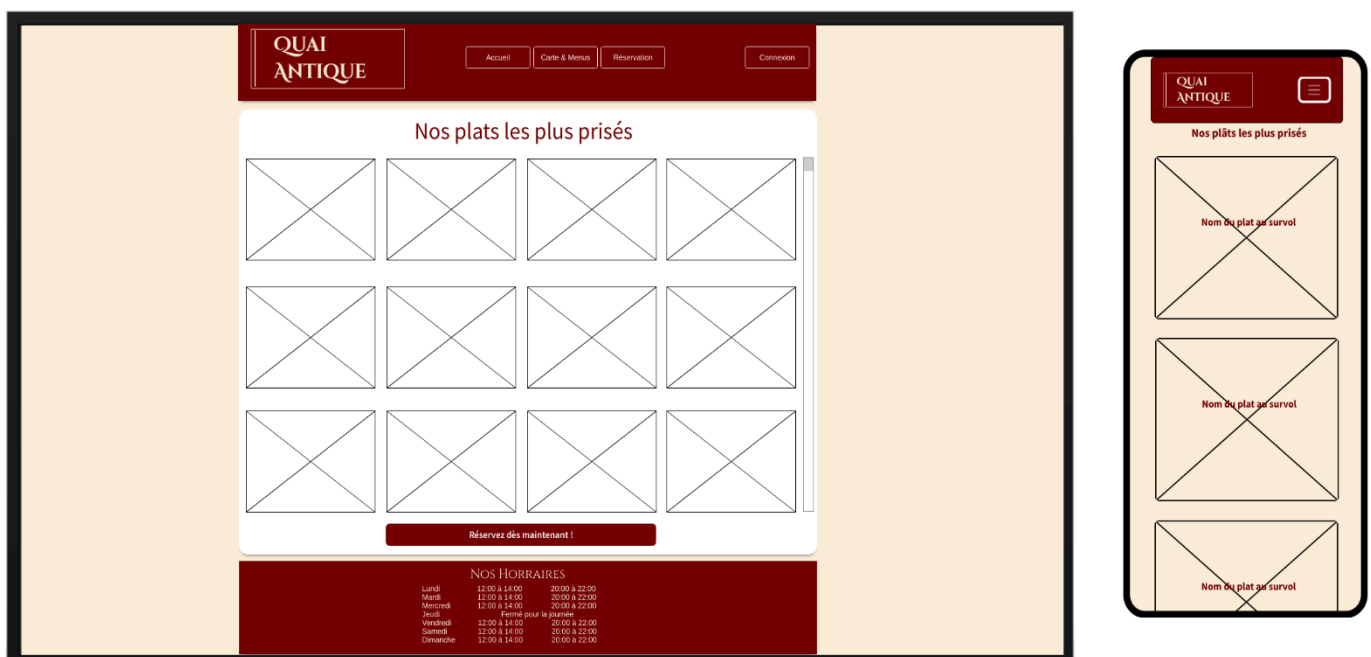 QUAI
ANTIQUE
Accueil
Carte & Menus
Réservation
Connexion
Nos plats les plus prisés
Réservez dès maintenant !
Nos Horraires
Lundi 12:00 à 14:00 20:00 à 22:00
Mardi 12:00 à 14:00 20:00 à 22:00
Mercredi 12:00 à 14:00 20:00 à 22:00
Jeudi Fermé pour la journée
Vendredi 12:00 à 14:00 20:00 à 22:00
Samedi 12:00 à 14:00 20:00 à 22:00
Dimanche 12:00 à 14:00 20:00 à 22:00
QUAI
ANTIQUE
Nos plâts les plus prisés
Nom du plat au survol
Nom du plat au survol
Nom du plat au survol